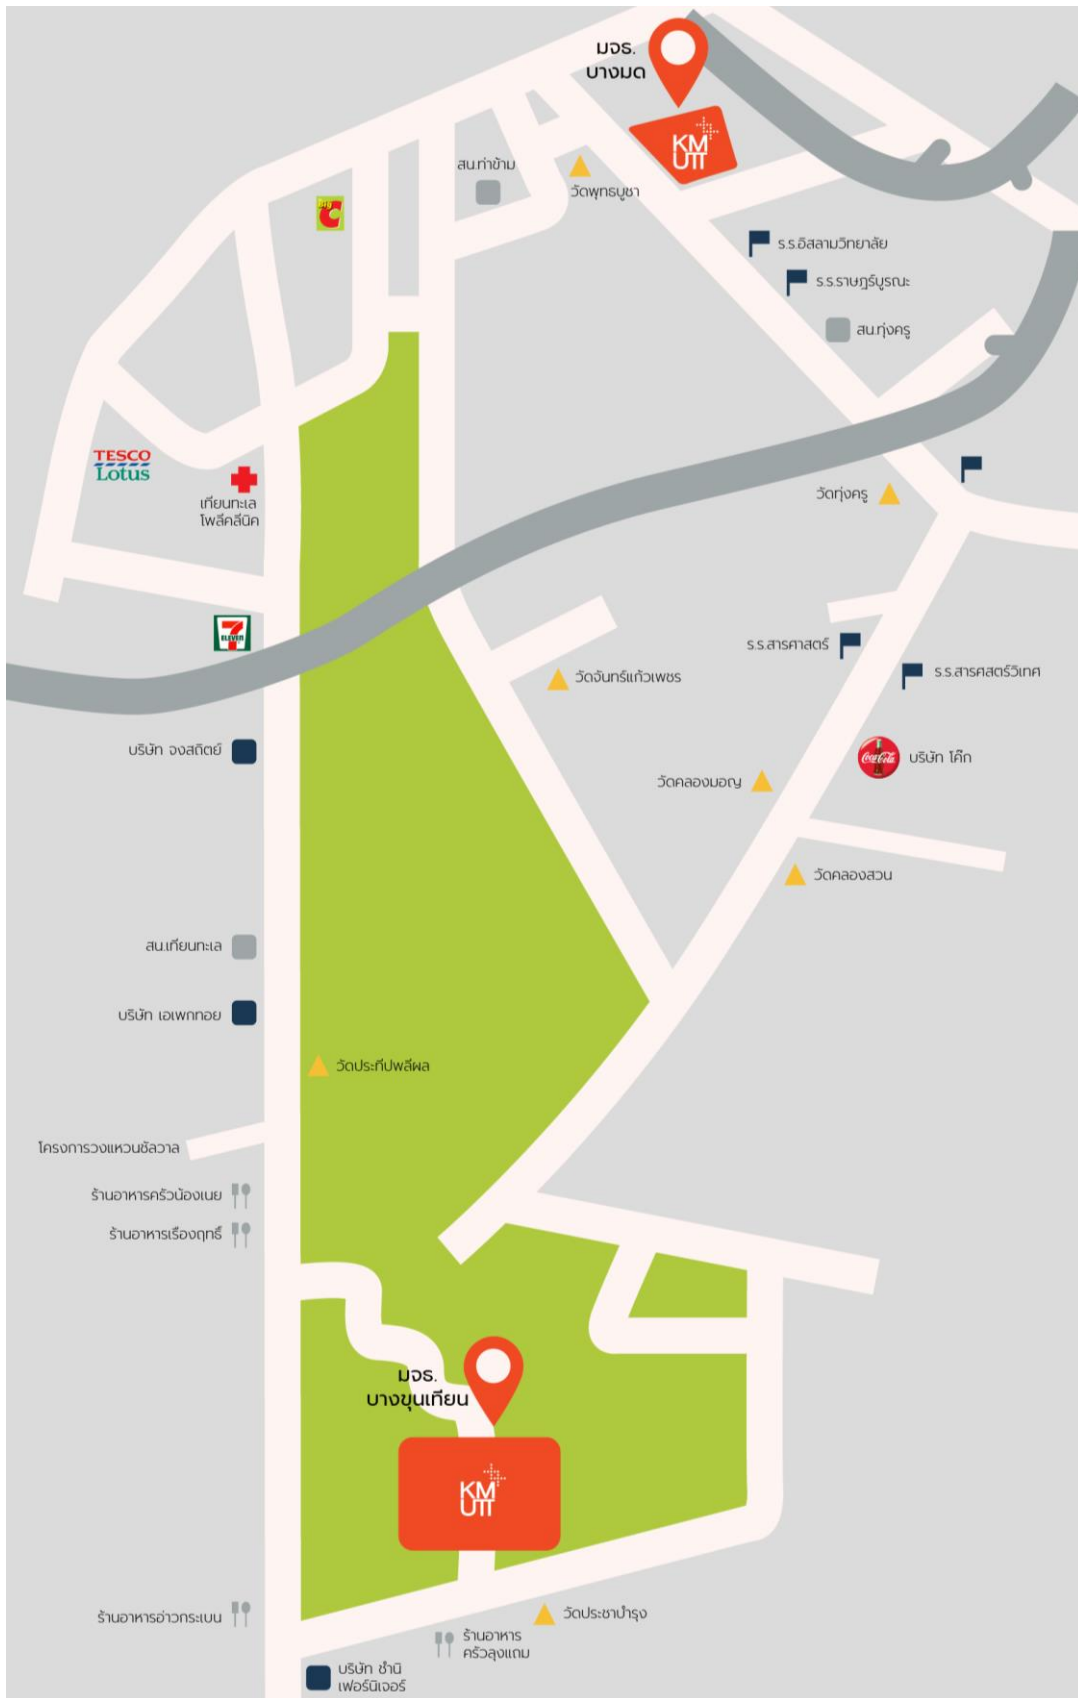 มจธ.
บางมด
KM
UTT
สน.ท่าข้าม
วัดพุทธบูชา
Big
C
ร.ร.อิสลามวิทยาลัย
ร.ร.ราษฎร์บูรณะ
สน.ทุ่งครุ
TESCO
Lotus
เทียนทะเล
โพลีคลีนิค
วัดทุ่งครุ
7
ELEVEN
ร.ร.สารศาสตร์
ร.ร.สารศสตร์วิเทศ
วัดจันทร์แก้วเพชร
บริษัท จงสถิตย์
Coca-Cola
บริษัท โค๊ก
วัดคลองมอญ
วัดคลองสวน
สน.เทียนทะเล
บริษัท เอเพกทอย
วัดประทีปพลีผล
โครงการวงแหวนชัลวาล
ร้านอาหารครัวน้องเนย
ร้านอาหารเรืองฤทธิ์
มจธ.
บางขุนเทียน
KM
UTT
ร้านอาหารอ่าวกระเบน
วัดประชาบำรุง
ร้านอาหาร
ครัวลุงแถม
บริษัท ชำนิ
เฟอร์นิเจอร์